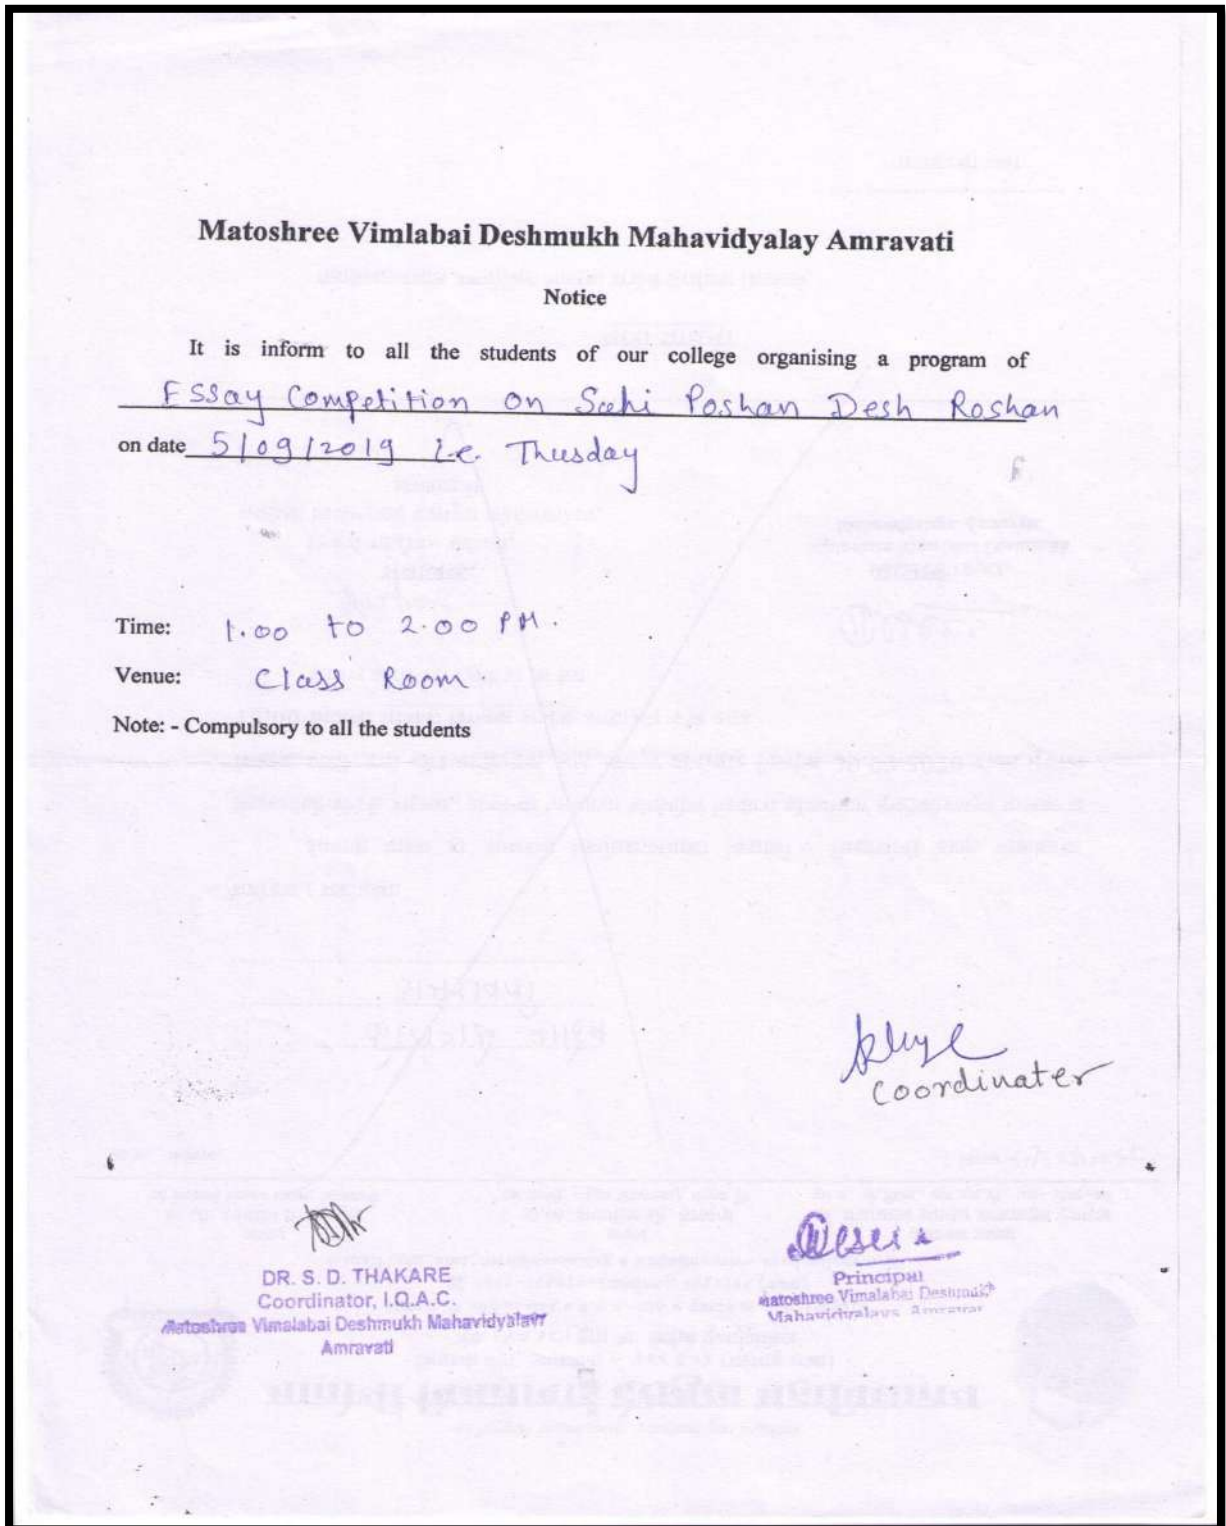 Matoshree Vimlabai Deshmukh Mahavidyalay Amravati
Notice
It is inform to all the students of our college organising a program of
Essay Competition on Sahi Poshan Desh Roshan
on date 5/09/2019 i.e. Thusday
Time: 1.00 to 2.00 PM.
Venue: Class Room
Note: - Compulsory to all the students
Coordinater
DR. S. D. THAKARE
Coordinator, I.Q.A.C.
Matoshree Vimalabai Deshmukh Mahavidyalaya
Amravati
Principal
Matoshree Vimalabai Deshmukh
Mahavidyalaya Amravati